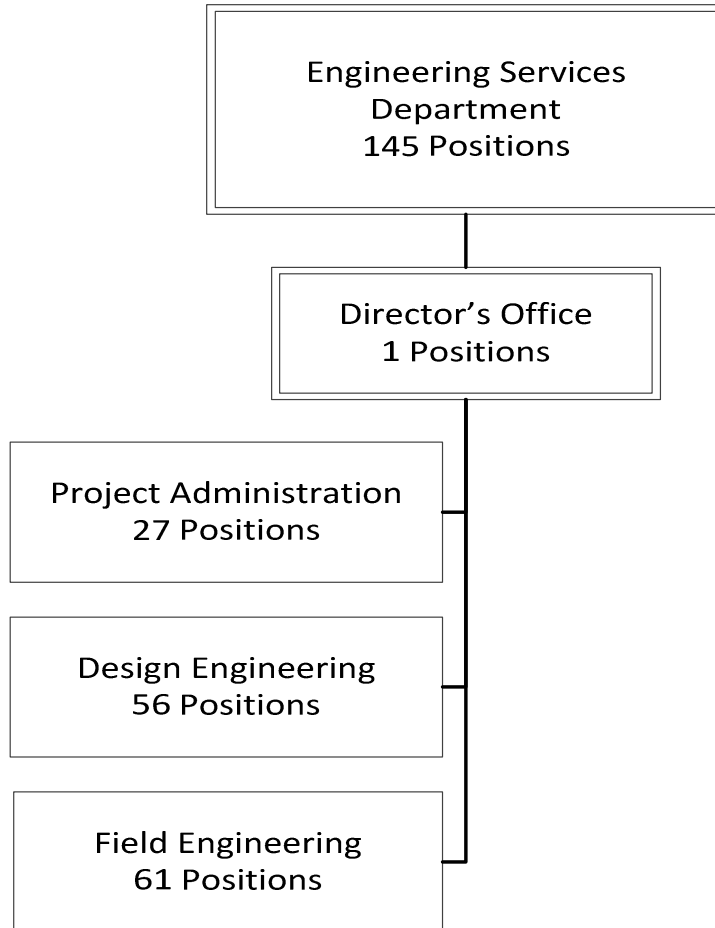 Engineering Services
Department
145 Positions
Director’s Office
1 Positions
Project Administration
27 Positions
Design Engineering
56 Positions
Field Engineering
61 Positions